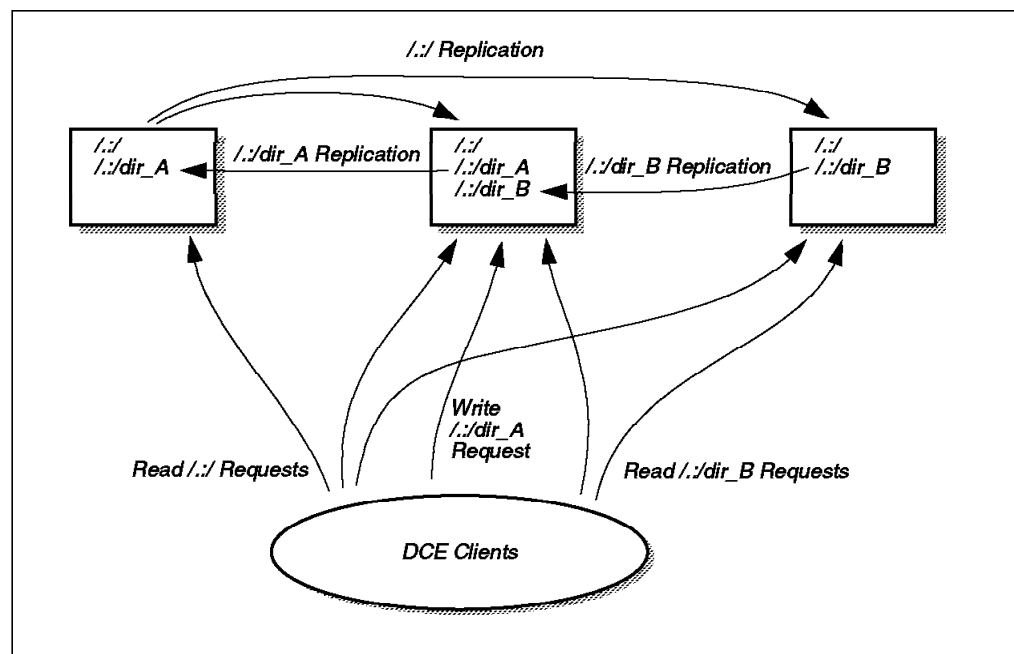 /.:/ Replication
/.:/
/.:/dir_A
/.:/dir_A Replication
/.:/
/.:/dir_A
/.:/dir_B
/.:/dir_B Replication
/.:/
/.:/dir_B
Write
/.:/dir_A
Request
Read /.:/ Requests
Read /.:/dir_B Requests
DCE Clients